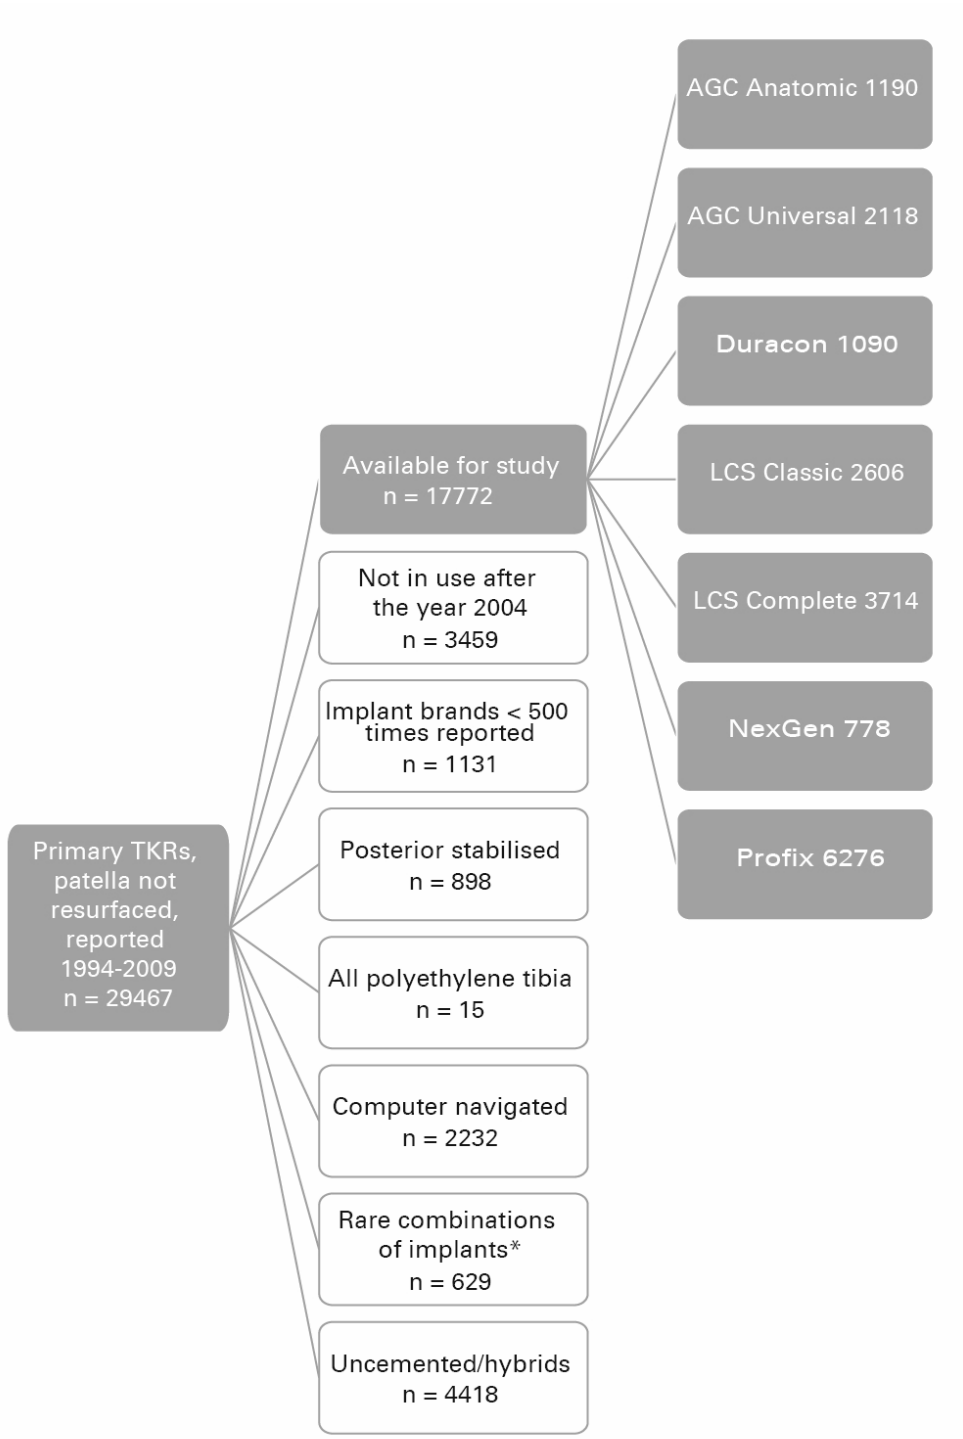 Primary TKRs,
patella not
resurfaced,
reported
1994-2009
n = 29467
Available for study
n = 17772
Not in use after
the year 2004
n = 3459
Implant brands < 500
times reported
n = 1131
Posterior stabilised
n = 898
All polyethylene tibia
n = 15
Computer navigated
n = 2232
Rare combinations
of implants*
n = 629
Uncemented/hybrids
n = 4418
AGC Anatomic 1190
AGC Universal 2118
Duracon 1090
LCS Classic 2606
LCS Complete 3714
NexGen 778
Profix 6276